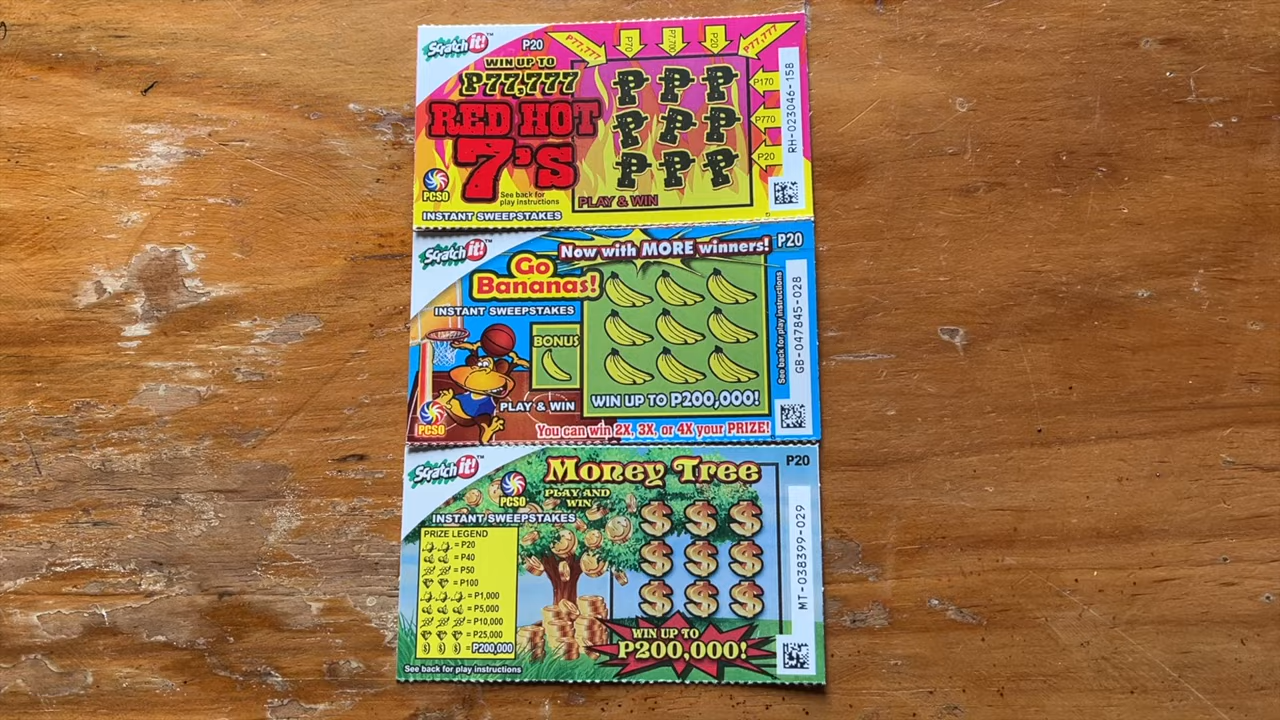 Scratch it!™
P20
WIN UP TO
P77,777
RED HOT
7'S
See back for
play instructions
PCSO
INSTANT SWEEPSTAKES
P77,777
P70
P20
P77,777
P P P
P P P
P P P
P170
P770
P20
PLAY & WIN
RH-023046-158
Scratch it!™
Now with MORE winners!
P20
Go
Bananas!
INSTANT SWEEPSTAKES
BONUS
PLAY & WIN
PCSO
WIN UP TO P200,000!
You can win 2X, 3X, or 4X your PRIZE!
See back for play instructions
GB-047845-028
Scratch it!™
PCSO
Money Tree
P20
PLAY AND
WIN
INSTANT SWEEPSTAKES
PRIZE LEGEND
= P20
= P40
= P50
= P100
= P1,000
= P5,000
= P10,000
= P25,000
= P200,000
See back for play instructions
$ $ $
$ $ $
$ $ $
WIN UP TO
P200,000!
MT-038399-029